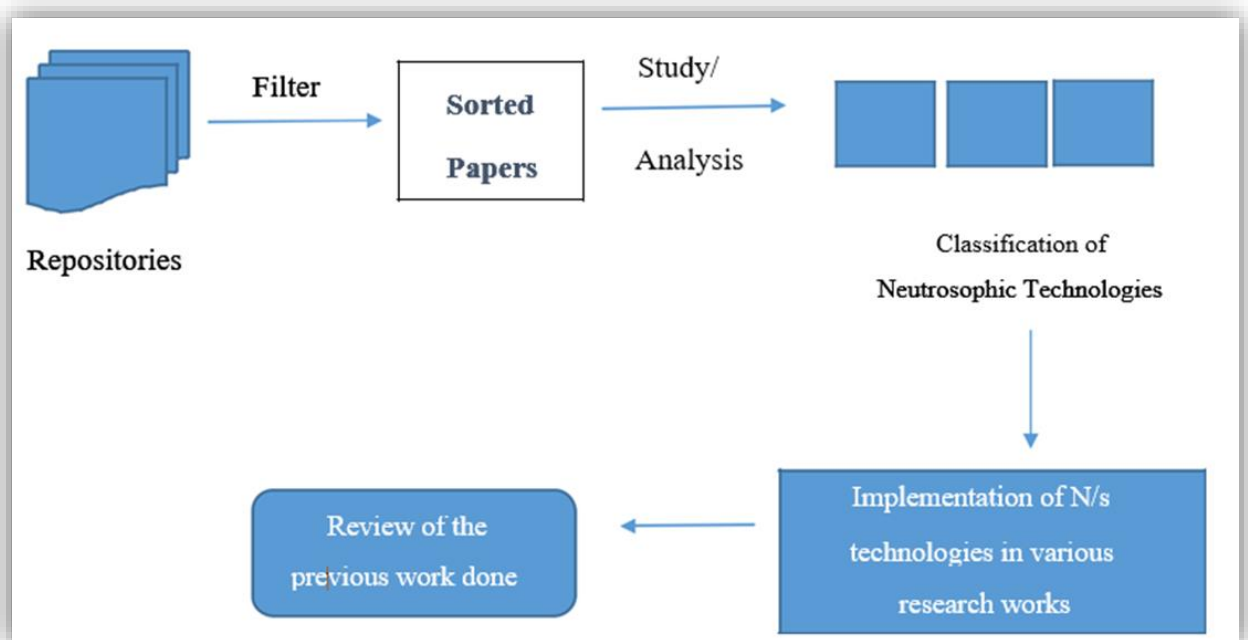 Repositories
Filter
Sorted
Papers
Study/
Analysis
Classification of
Neutrosophic Technologies
Implementation of N/s
technologies in various
research works
Review of the
previous work done